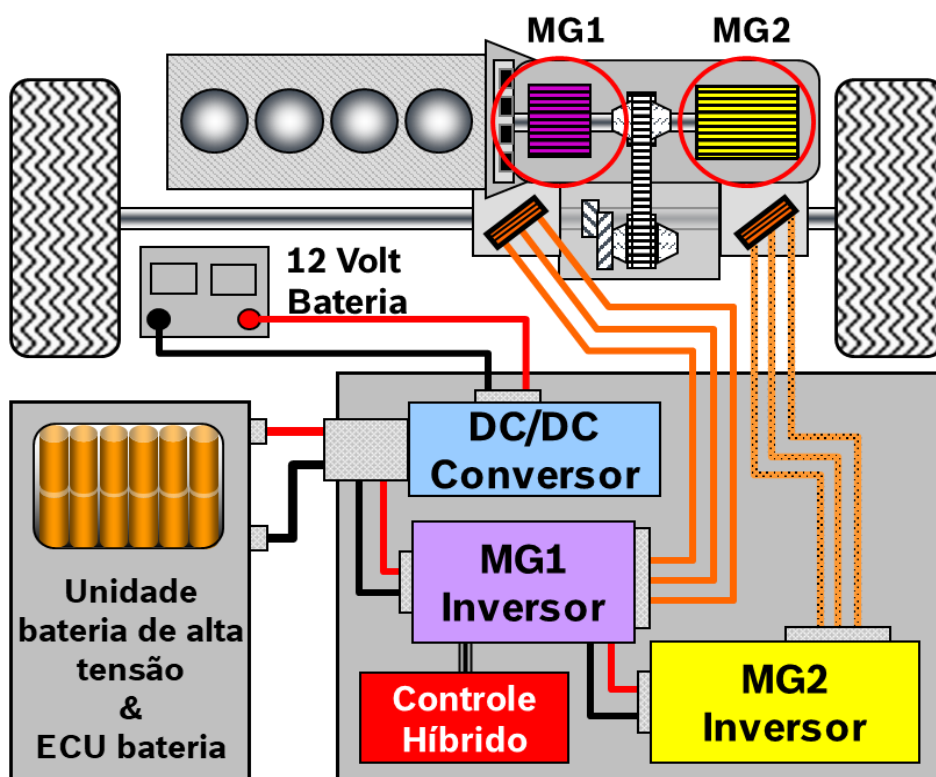 MG1
MG2
12 Volt
Bateria
DC/DC
Conversor
MG1
Inversor
Unidade
bateria de alta
tensão
&
ECU bateria
Controle
Híbrido
MG2
Inversor